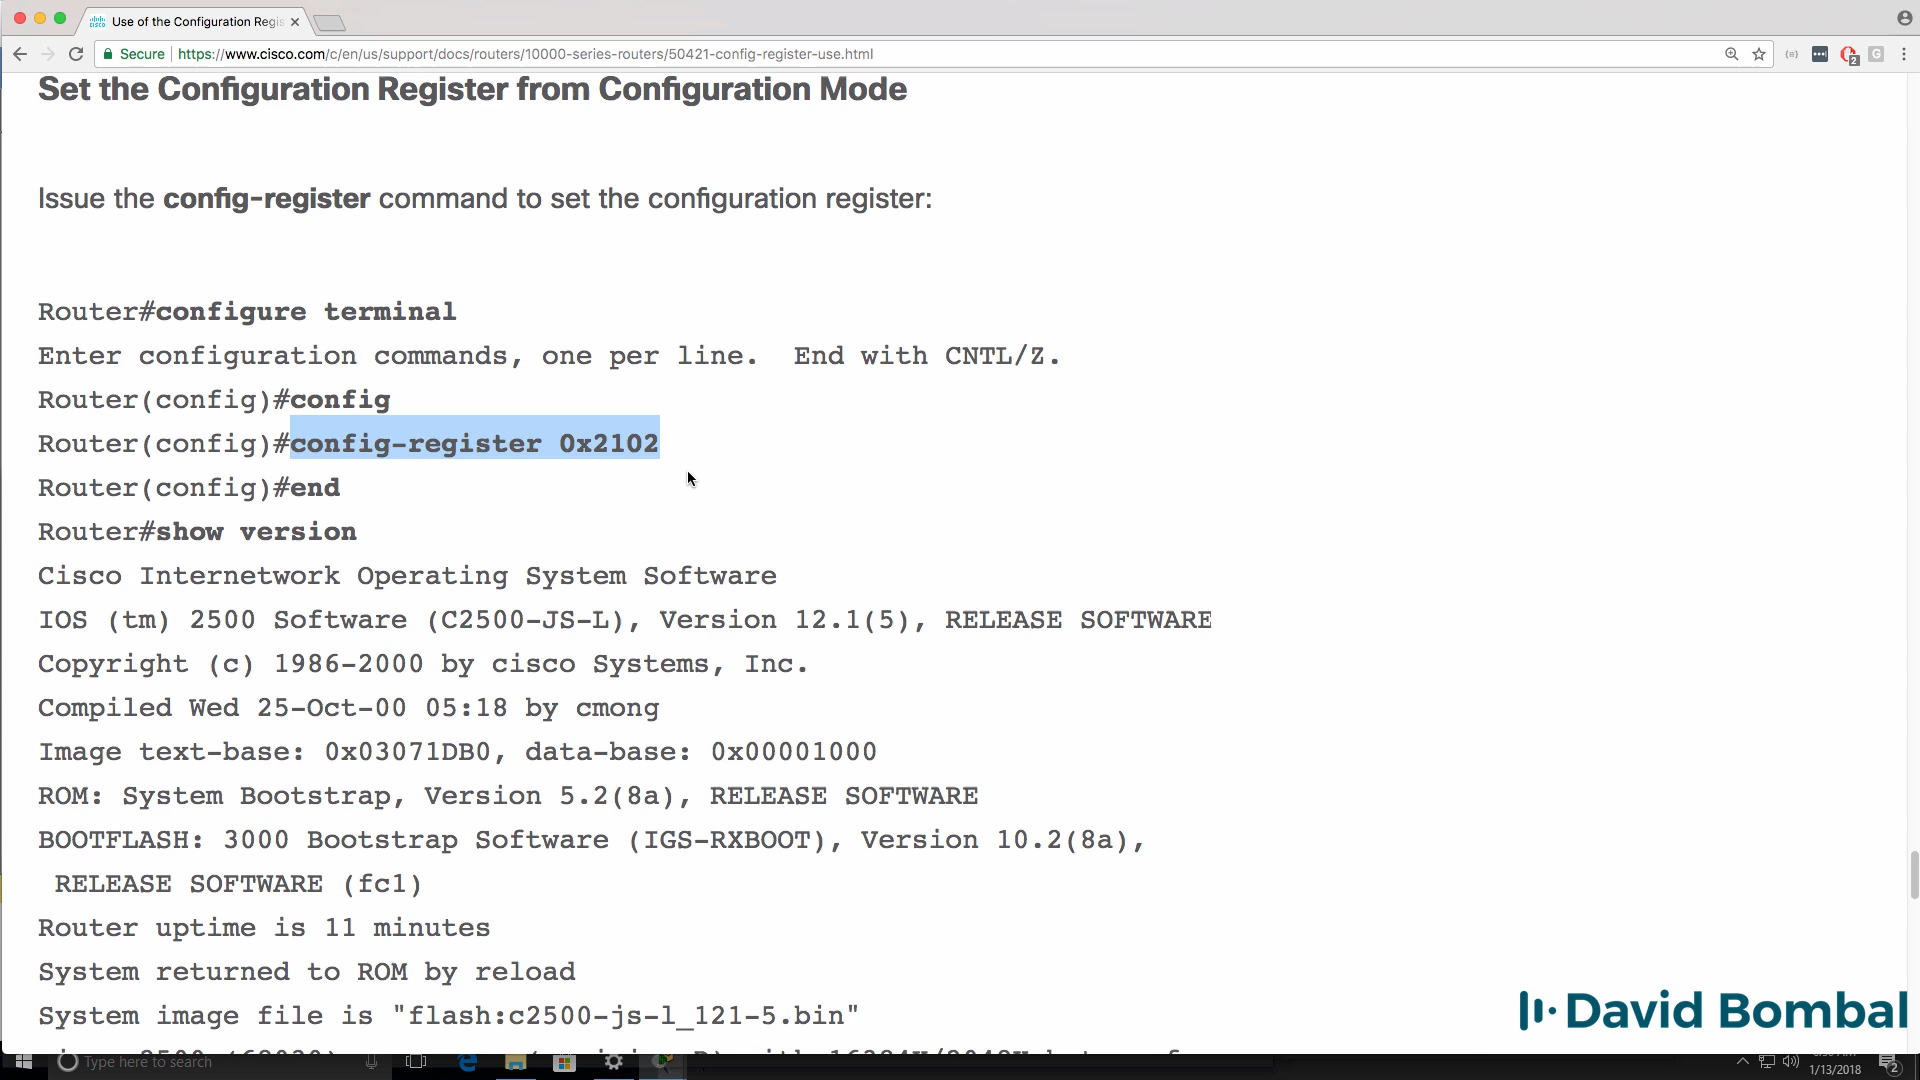 Use of the Configuration Regis
Secure
https://www.cisco.com/c/en/us/support/docs/routers/10000-series-routers/50421-config-register-use.html
2
G
Set the Configuration Register from Configuration Mode
Issue the config-register command to set the configuration register:
Router#configure terminal
Enter configuration commands, one per line. End with CNTL/Z.
Router(config)#config
Router(config)#config-register 0x2102
Router(config)#end
Router#show version
Cisco Internetwork Operating System Software
IOS (tm) 2500 Software (C2500-JS-L), Version 12.1(5), RELEASE SOFTWARE
Copyright (c) 1986-2000 by cisco Systems, Inc.
Compiled Wed 25-Oct-00 05:18 by cmong
Image text-base: 0x03071DB0, data-base: 0x00001000
ROM: System Bootstrap, Version 5.2(8a), RELEASE SOFTWARE
BOOTFLASH: 3000 Bootstrap Software (IGS-RXBOOT), Version 10.2(8a),
RELEASE SOFTWARE (fc1)
Router uptime is 11 minutes
System returned to ROM by reload
System image file is "flash:c2500-js-l_121-5.bin"
David Bombal
Type here to search
1/13/2018
2